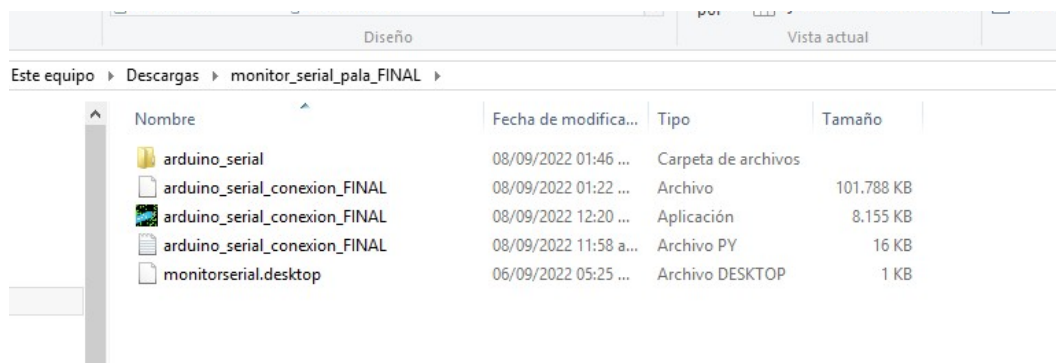 por
Diseño
Vista actual
Este equipo Descargas monitor_serial_pala_FINAL
Nombre Fecha de modifica... Tipo Tamaño
arduino_serial 08/09/2022 01:46 ... Carpeta de archivos
arduino_serial_conexion_FINAL 08/09/2022 01:22 ... Archivo 101.788 KB
arduino_serial_conexion_FINAL 08/09/2022 12:20 ... Aplicación 8.155 KB
arduino_serial_conexion_FINAL 08/09/2022 11:58 a... Archivo PY 16 KB
monitorserial.desktop 06/09/2022 05:25 ... Archivo DESKTOP 1 KB